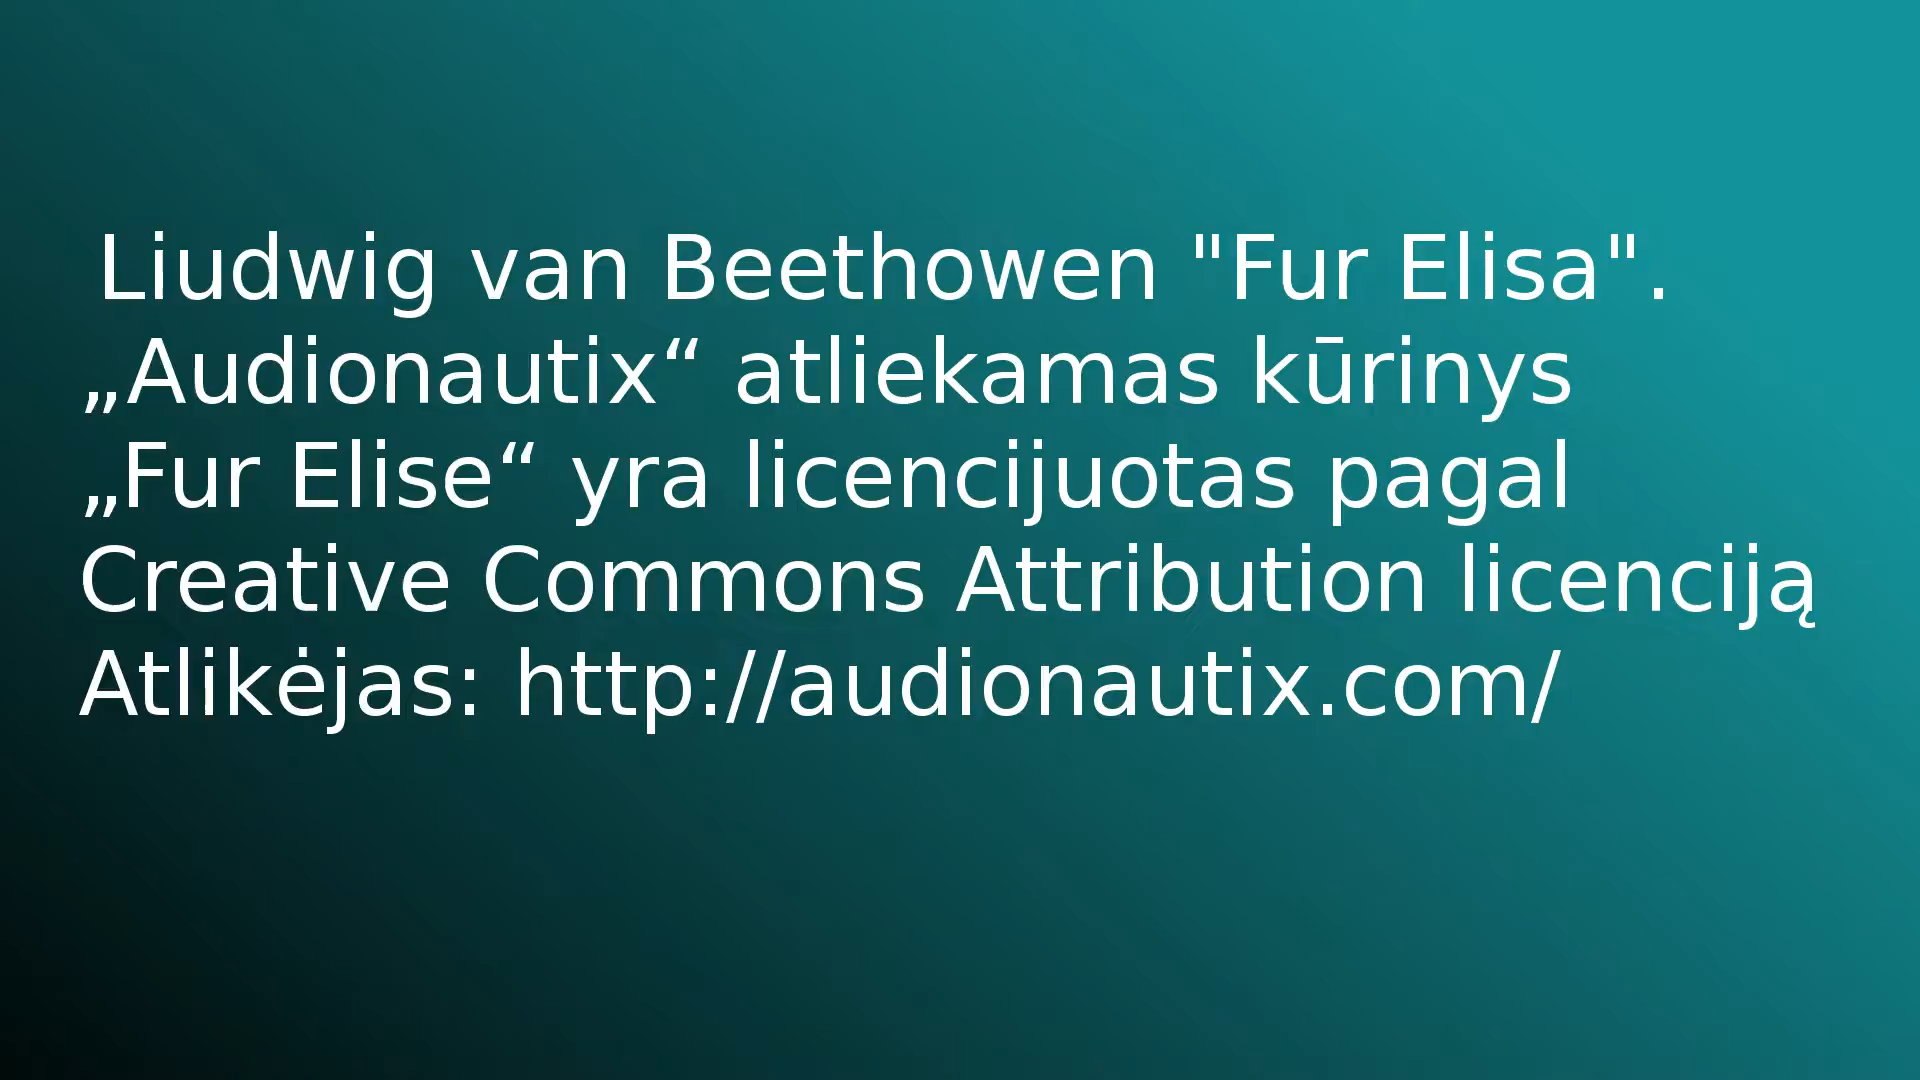 Liudwig van Beethowen "Fur Elisa".
„Audionautix“ atliekamas kūrinys
„Fur Elise“ yra licencijuotas pagal
Creative Commons Attribution licenciją
Atlikėjas: http://audionautix.com/